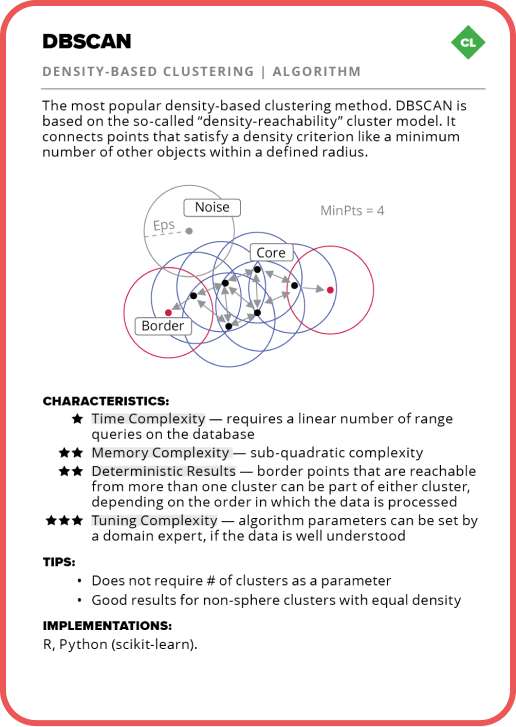 DBSCAN
CL
DENSITY-BASED CLUSTERING | ALGORITHM
The most popular density-based clustering method. DBSCAN is
based on the so-called “density-reachability” cluster model. It
connects points that satisfy a density criterion like a minimum
number of other objects within a defined radius.
Noise
MinPts = 4
Eps
Core
Border
CHARACTERISTICS:
★ Time Complexity — requires a linear number of range
queries on the database
★★ Memory Complexity — sub-quadratic complexity
★★ Deterministic Results — border points that are reachable
from more than one cluster can be part of either cluster,
depending on the order in which the data is processed
★★★ Tuning Complexity — algorithm parameters can be set by
a domain expert, if the data is well understood
TIPS:
• Does not require # of clusters as a parameter
• Good results for non-sphere clusters with equal density
IMPLEMENTATIONS:
R, Python (scikit-learn).